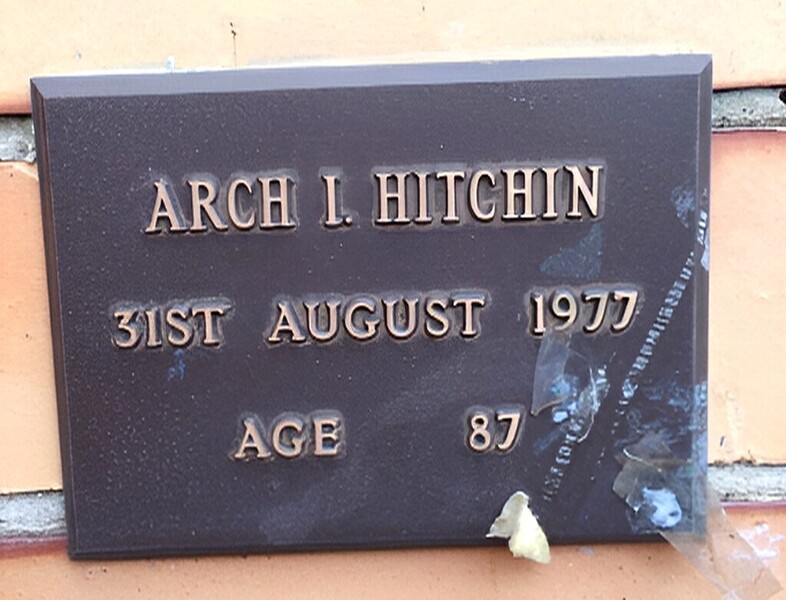 ARCH I. HITCHIN
31ST AUGUST 1977
AGE 87